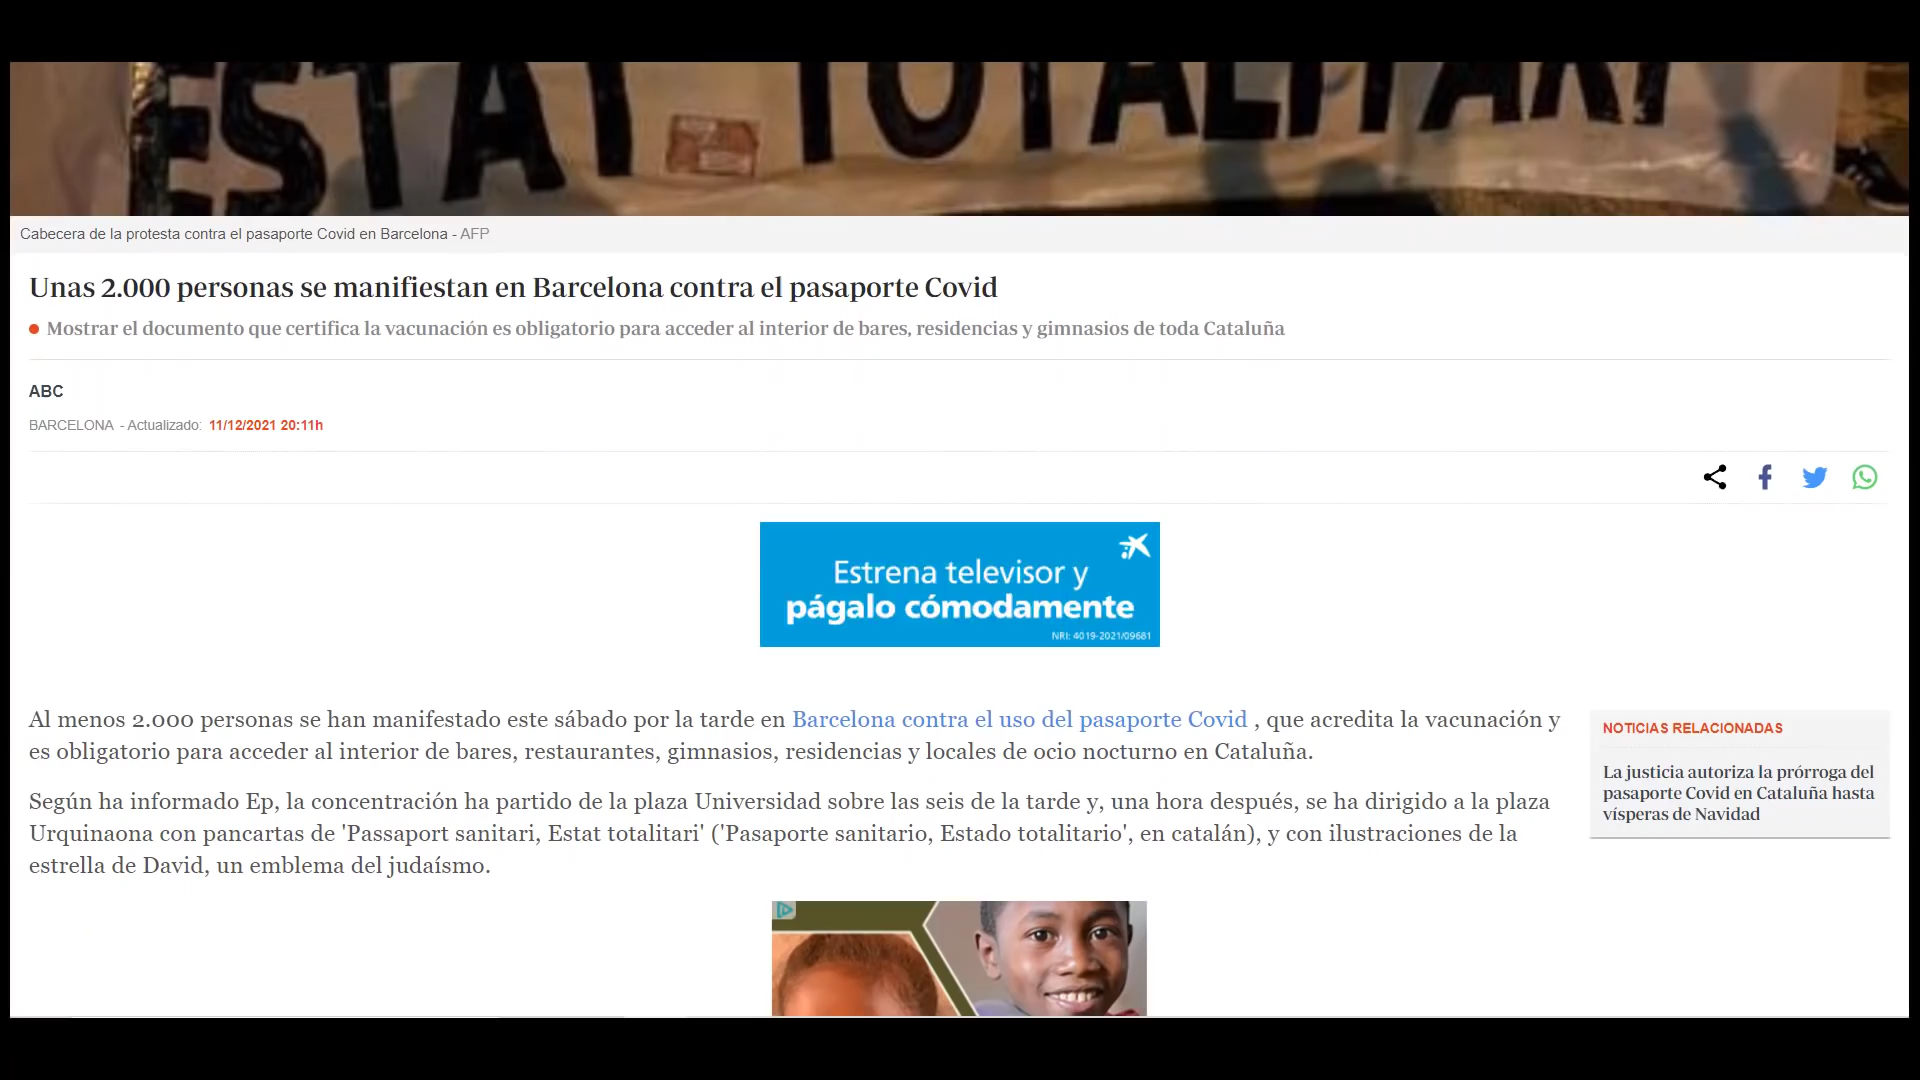 ESTAT TOTALITARI
Cabecera de la protesta contra el pasaporte Covid en Barcelona - AFP
Unas 2.000 personas se manifiestan en Barcelona contra el pasaporte Covid
Mostrar el documento que certifica la vacunación es obligatorio para acceder al interior de bares, residencias y gimnasios de toda Cataluña
ABC
BARCELONA - Actualizado: 11/12/2021 20:11h
Estrena televisor y
págalo cómodamente
NRI: 4019-2021/09681
Al menos 2.000 personas se han manifestado este sábado por la tarde en Barcelona contra el uso del pasaporte Covid , que acredita la vacunación y
es obligatorio para acceder al interior de bares, restaurantes, gimnasios, residencias y locales de ocio nocturno en Cataluña.
Según ha informado Ep, la concentración ha partido de la plaza Universidad sobre las seis de la tarde y, una hora después, se ha dirigido a la plaza
Urquinaona con pancartas de 'Passaport sanitari, Estat totalitari' ('Pasaporte sanitario, Estado totalitario', en catalán), y con ilustraciones de la
estrella de David, un emblema del judaísmo.
NOTICIAS RELACIONADAS
La justicia autoriza la prórroga del
pasaporte Covid en Cataluña hasta
vísperas de Navidad